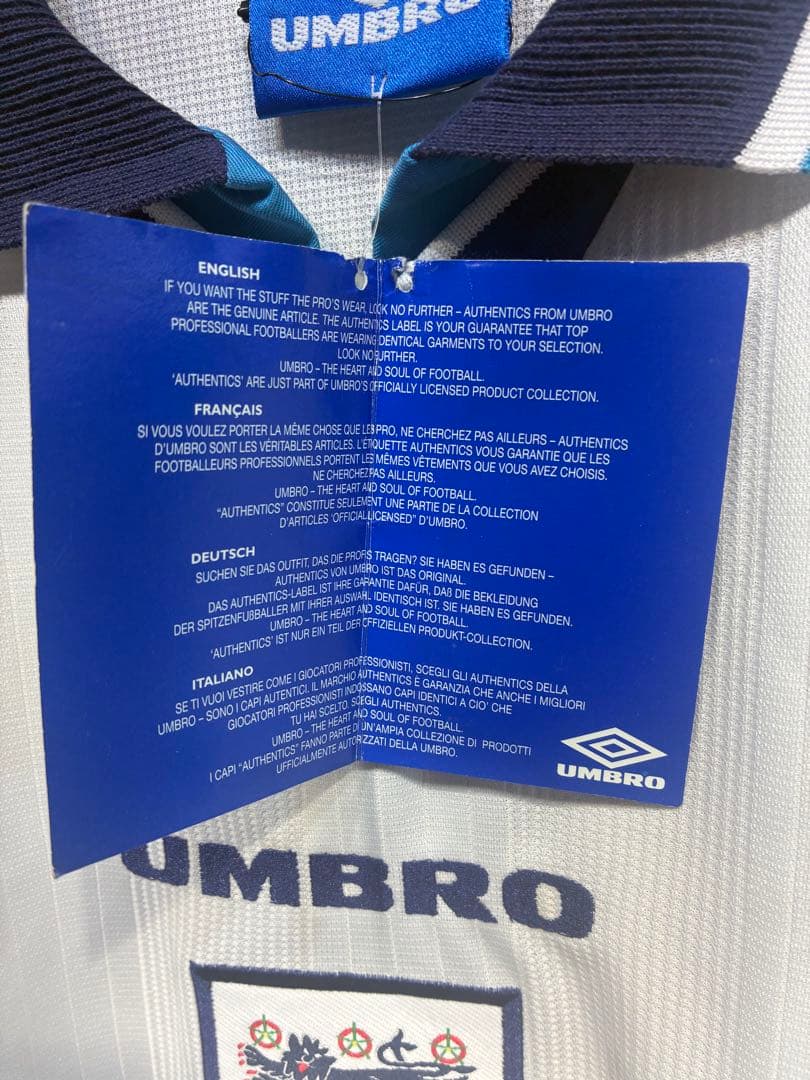 UMBRO
L
ENGLISH
IF YOU WANT THE STUFF THE PRO'S WEAR, LOOK NO FURTHER – AUTHENTICS FROM UMBRO
ARE THE GENUINE ARTICLE. THE AUTHENTICS LABEL IS YOUR GUARANTEE THAT TOP
PROFESSIONAL FOOTBALLERS ARE WEARING IDENTICAL GARMENTS TO YOUR SELECTION.
LOOK NO FURTHER.
UMBRO – THE HEART AND SOUL OF FOOTBALL.
'AUTHENTICS' ARE JUST PART OF UMBRO'S OFFICIALLY LICENSED PRODUCT COLLECTION.
FRANÇAIS
SI VOUS VOULEZ PORTER LA MÊME CHOSE QUE LES PRO, NE CHERCHEZ PAS AILLEURS – AUTHENTICS
D'UMBRO SONT LES VÉRITABLES ARTICLES. L'ÉTIQUETTE AUTHENTICS VOUS GARANTIE QUE LES
FOOTBALLEURS PROFESSIONNELS PORTENT LES MÊMES VÊTEMENTS QUE VOUS AVEZ CHOISIS.
NE CHERCHEZ PAS AILLEURS.
UMBRO – THE HEART AND SOUL OF FOOTBALL.
"AUTHENTICS" CONSTITUE SEULEMENT UNE PARTIE DE LA COLLECTION
D'ARTICLES 'OFFICIAL LICENSED" D'UMBRO.
DEUTSCH
SUCHEN SIE DAS OUTFIT, DAS DIE PROFIS TRAGEN? SIE HABEN ES GEFUNDEN –
AUTHENTICS VON UMBRO IST DAS ORIGINAL.
DAS AUTHENTICS-LABEL IST IHRE GARANTIE DAFÜR, DAß DIE BEKLEIDUNG
DER SPITZENFUßBALLER MIT IHRER AUSWAHL IDENTISCH IST. SIE HABEN ES GEFUNDEN.
UMBRO – THE HEART AND SOUL OF FOOTBALL.
'AUTHENTICS' IST NUR EIN TEIL DER OFFIZIELLEN PRODUKT-COLLECTION.
ITALIANO
SE TI VUOI VESTIRE COME I GIOCATORI PROFESSIONISTI, SCEGLI GLI AUTHENTICS DELLA
UMBRO – SONO I CAPI AUTENTICI. IL MARCHIO AUTHENTICS È GARANZIA CHE ANCHE I MIGLIORI
GIOCATORI PROFESSIONISTI INDOSSANO CAPI IDENTICI A CIO' CHE
TU HAI SCELTO. SCEGLI AUTHENTICS.
UMBRO – THE HEART AND SOUL OF FOOTBALL.
I CAPI "AUTHENTICS" FANNO PARTE DI UN'AMPIA COLLEZIONE DI PRODOTTI
UFFICIALMENTE AUTORIZZATI DELLA UMBRO.
UMBRO
UMBRO